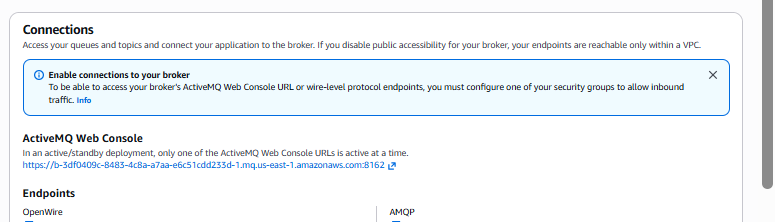 Connections
Access your queues and topics and connect your application to the broker. If you disable public accessibility for your broker, your endpoints are reachable only within a VPC.
Enable connections to your broker
To be able to access your broker's ActiveMQ Web Console URL or wire-level protocol endpoints, you must configure one of your security groups to allow inbound
traffic. Info
ActiveMQ Web Console
In an active/standby deployment, only one of the ActiveMQ Web Console URLs is active at a time.
https://b-3df0409c-8483-4c8a-a7aa-e6c51cdd233d-1.mq.us-east-1.amazonaws.com:8162
Endpoints
OpenWire
AMQP